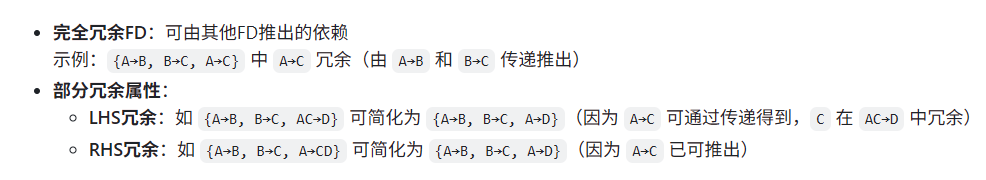 完全冗余FD：可由其他FD推出的依赖
示例：{A→B, B→C, A→C} 中 A→C 冗余（由 A→B 和 B→C 传递推出）
部分冗余属性：
LHS冗余：如 {A→B, B→C, AC→D} 可简化为 {A→B, B→C, A→D}（因为 A→C 可通过传递得到，C 在 AC→D 中冗余）
RHS冗余：如 {A→B, B→C, A→CD} 可简化为 {A→B, B→C, A→D}（因为 A→C 已可推出）